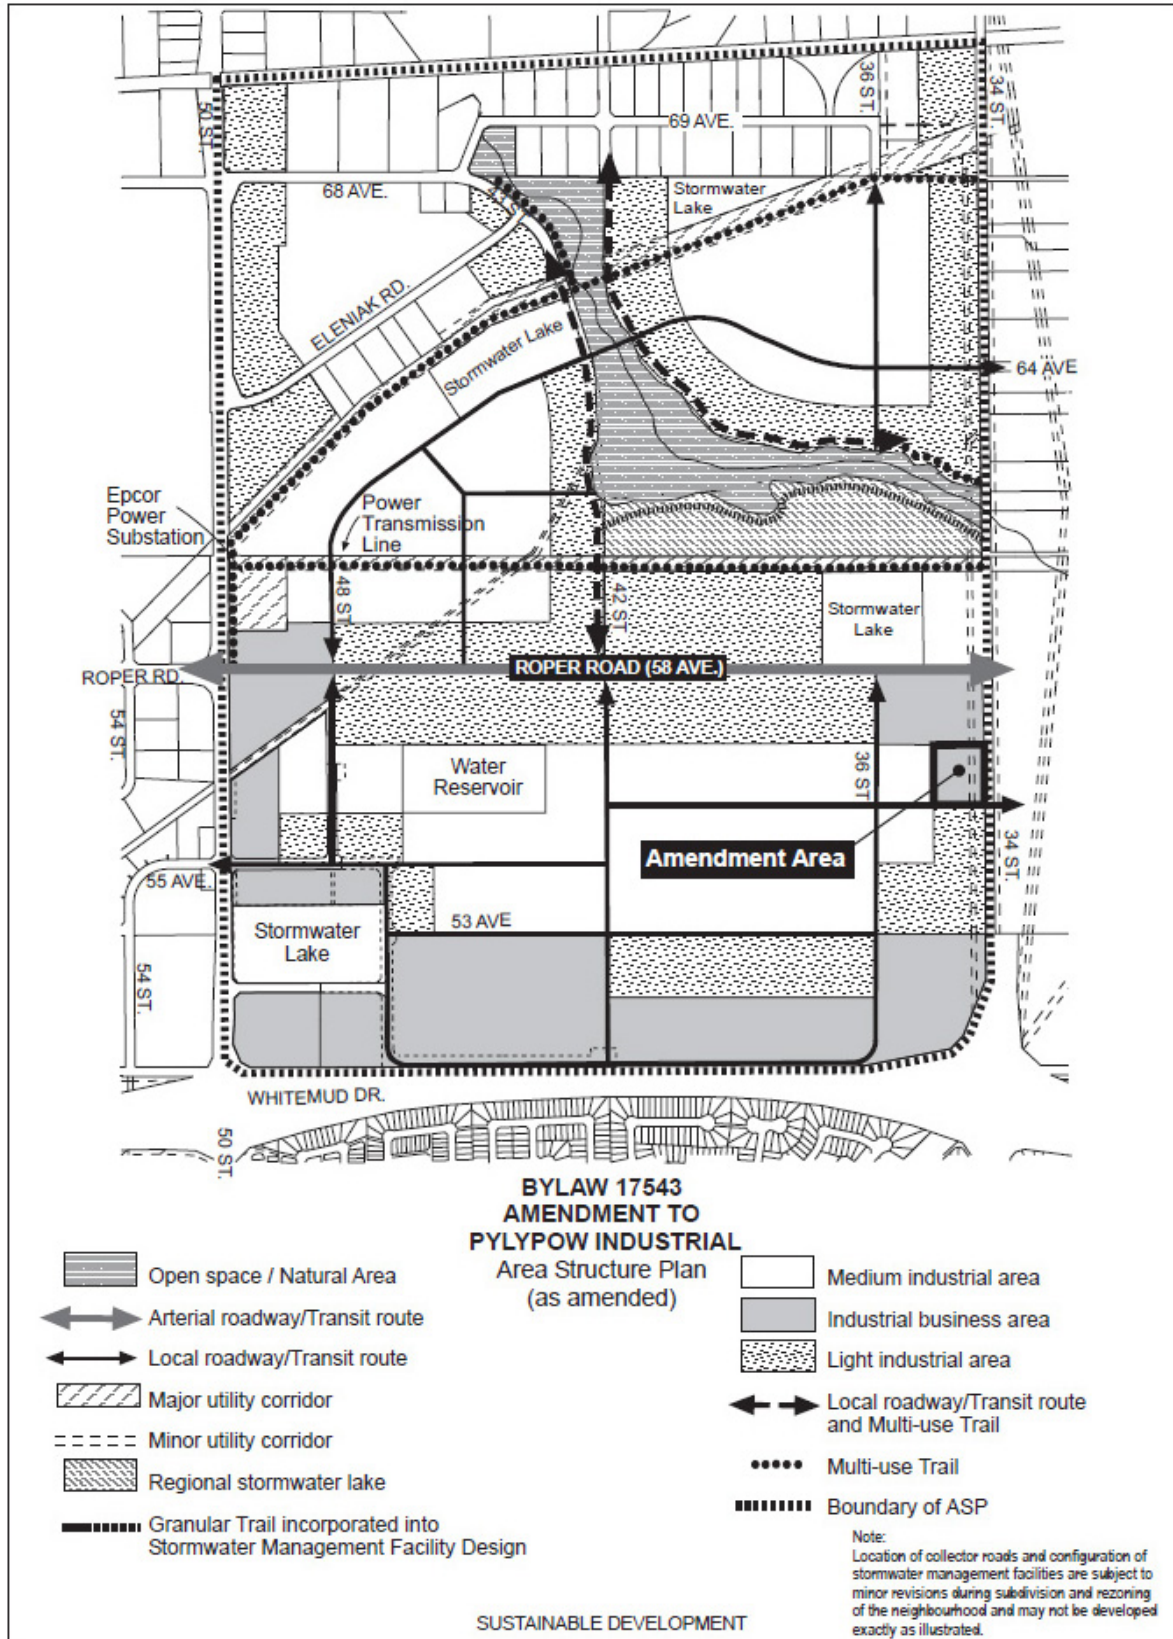 50 ST.
36 ST.
34 ST.
69 AVE.
68 AVE.
Stormwater
Lake
ELENIAK RD.
Stormwater Lake
64 AVE
Epcor
Power
Substation
Power
Transmission
Line
48 ST
42 ST
Stormwater
Lake
ROPER RD.
ROPER ROAD (58 AVE.)
54 ST.
Water
Reservoir
36 ST
34 ST.
Amendment Area
55 AVE.
53 AVE
Stormwater
Lake
54 ST.
WHITEMUD DR.
50 ST.
BYLAW 17543
AMENDMENT TO
PYLYPOW INDUSTRIAL
Area Structure Plan
(as amended)
Open space / Natural Area
Arterial roadway/Transit route
Local roadway/Transit route
Major utility corridor
Minor utility corridor
Regional stormwater lake
Granular Trail incorporated into
Stormwater Management Facility Design
Medium industrial area
Industrial business area
Light industrial area
Local roadway/Transit route
and Multi-use Trail
Multi-use Trail
Boundary of ASP
Note:
Location of collector roads and configuration of
stormwater management facilities are subject to
minor revisions during subdivision and rezoning
of the neighbourhood and may not be developed
exactly as illustrated.
SUSTAINABLE DEVELOPMENT